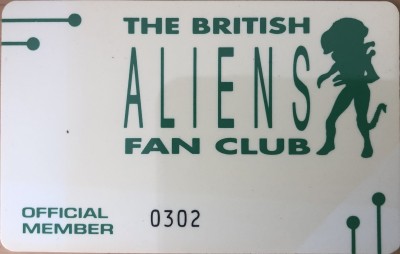 THE BRITISH
ALIENS
FAN CLUB
OFFICIAL
MEMBER 0302